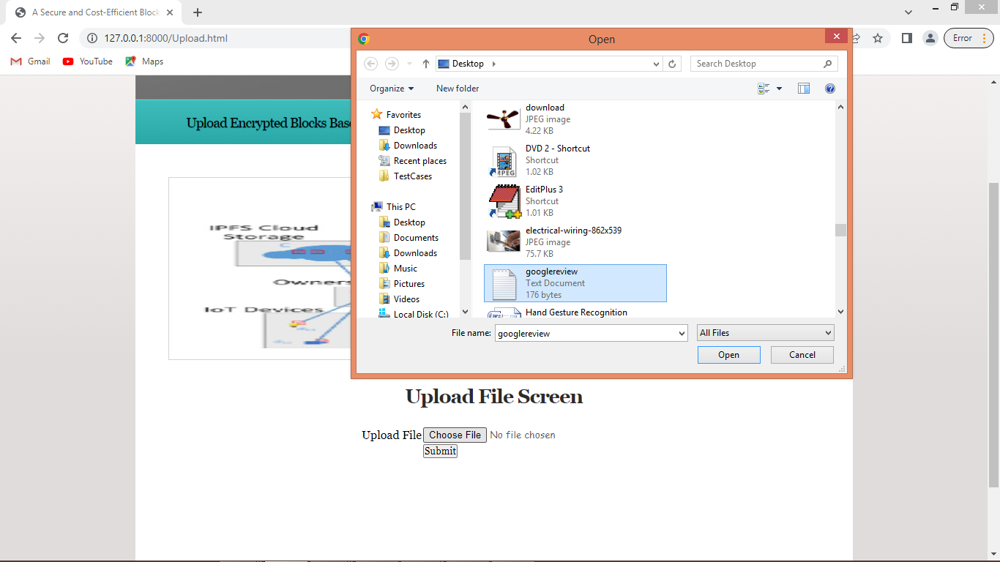 A Secure and Cost-Efficient Block
127.0.0.1:8000/Upload.html
Error
Gmail
YouTube
Maps
Upload Encrypted Blocks Bas
IPFS Cloud
Storage
Owners
IoT Devices
Open
Desktop
Search Desktop
Organize
New folder
Favorites
Desktop
Downloads
Recent places
TestCases
This PC
Desktop
Documents
Downloads
Music
Pictures
Videos
Local Disk (C:)
download
JPEG image
4.22 KB
DVD 2 - Shortcut
Shortcut
1.02 KB
EditPlus 3
Shortcut
1.01 KB
electrical-wiring-862x539
JPEG image
75.7 KB
googlereview
Text Document
176 bytes
Hand Gesture Recognition
File name: googlereview
All Files
Open
Cancel
Upload File Screen
Upload File Choose File No file chosen
Submit